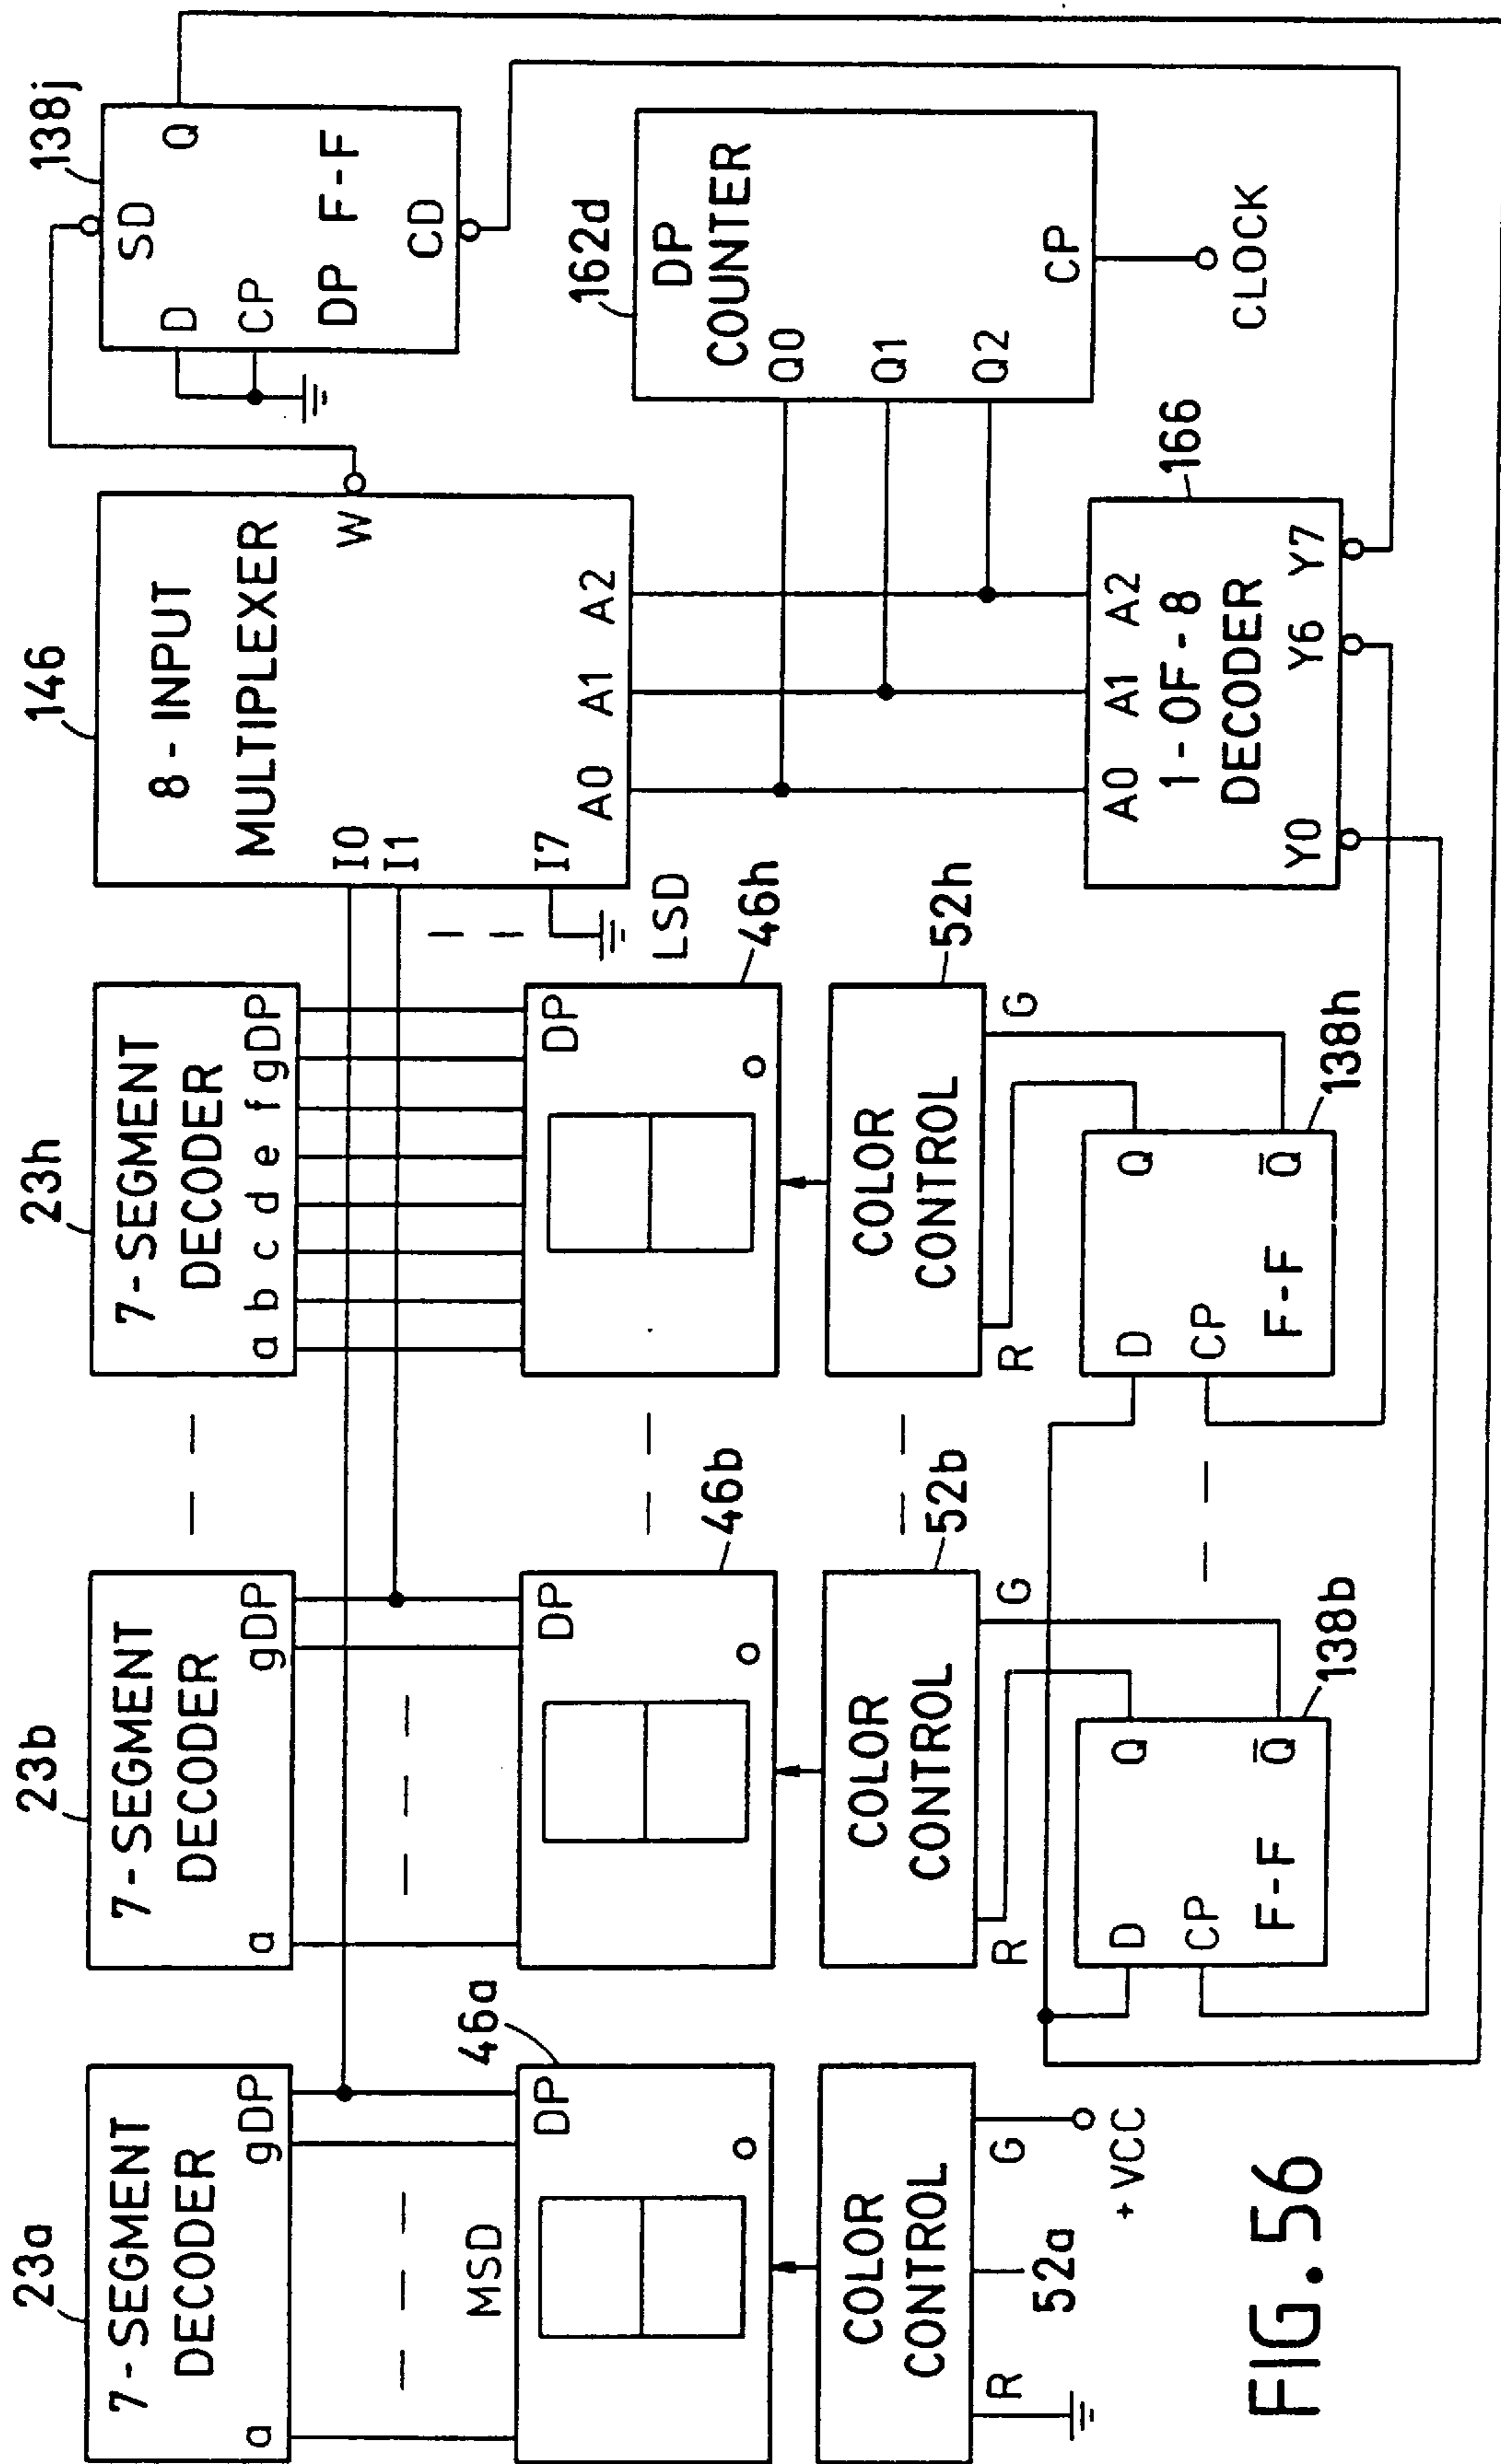 23a
7-SEGMENT
DECODER
a
gDP
23b
7-SEGMENT
DECODER
a
gDP
23h
7-SEGMENT
DECODER
a b c d e f gDP
146
8-INPUT
MULTIPLEXER
I0
I1
I7
W
A0 A1 A2
138j
SD
D
CP
Q
DP F-F
CD
MSD
46a
DP
46b
DP
LSD
46h
DP
162d
DP
COUNTER
Q0
Q1
Q2
CP
CLOCK
COLOR
CONTROL
R
52a
G
+VCC
52b
COLOR
CONTROL
R
G
52h
COLOR
CONTROL
R
G
166
A0 A1 A2
1-OF-8
DECODER
Y0 Y6 Y7
138b
D
CP
Q
Q̅
F-F
138h
D
CP
Q
Q̅
F-F
FIG. 56